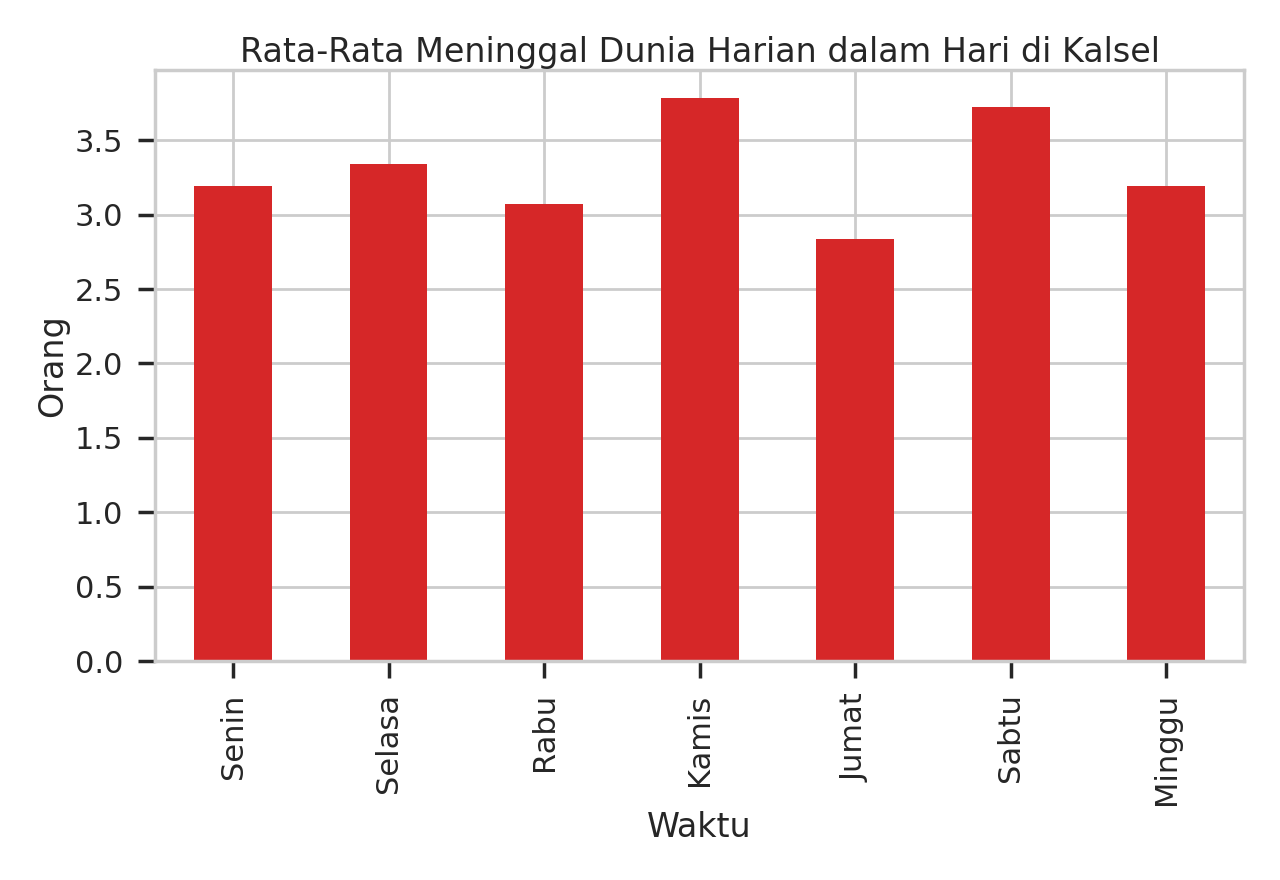 Rata-Rata Meninggal Dunia Harian dalam Hari di Kalsel
3.5
3.0
2.5
2.0
1.5
1.0
0.5
0.0
Orang
Senin
Selasa
Rabu
Kamis
Jumat
Sabtu
Minggu
Waktu